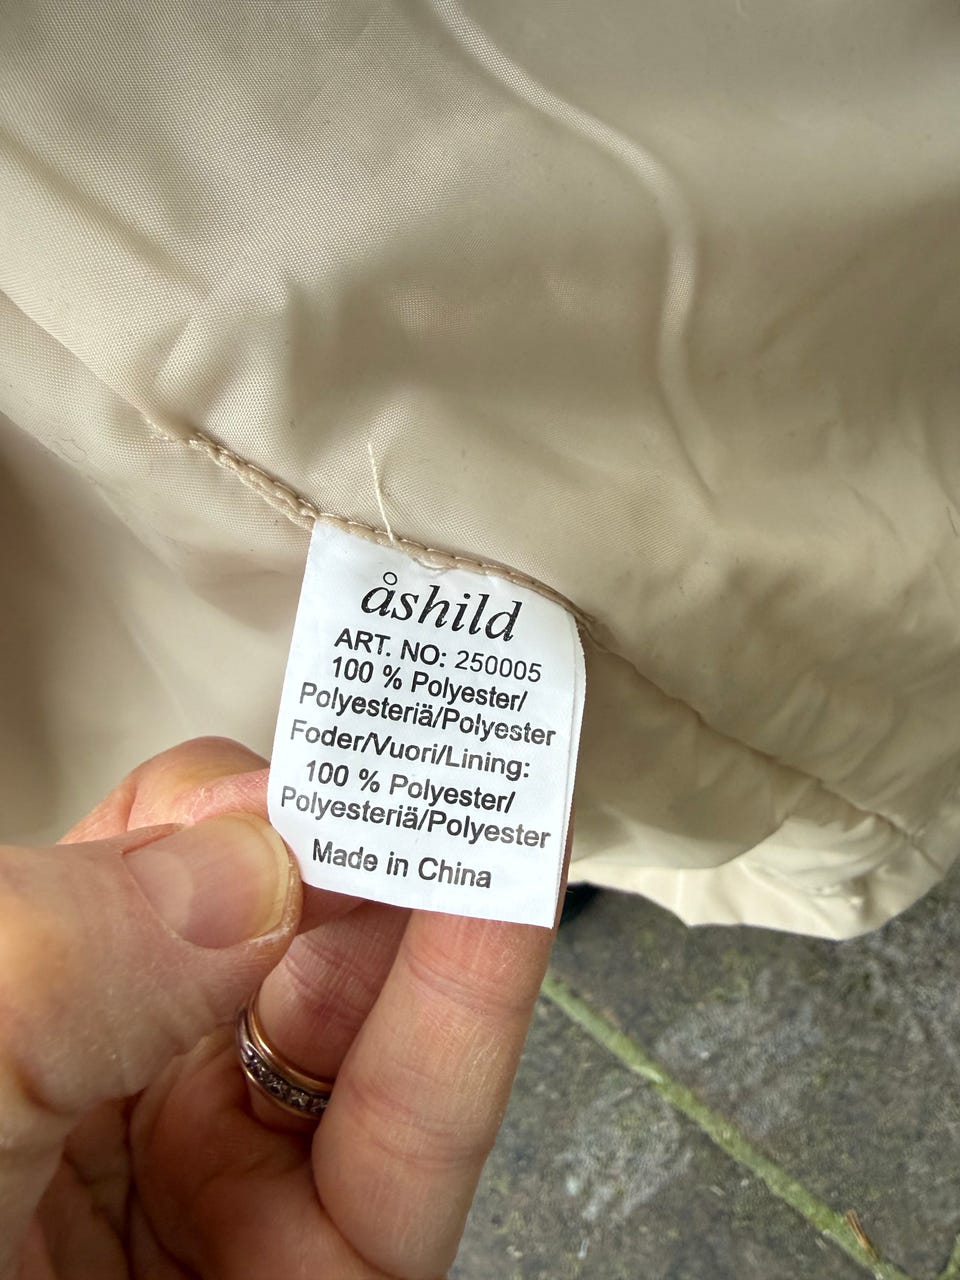 åshild
ART. NO: 250005
100 % Polyester/
Polyesteriä/Polyester
Foder/Vuori/Lining:
100 % Polyester/
Polyesteriä/Polyester
Made in China